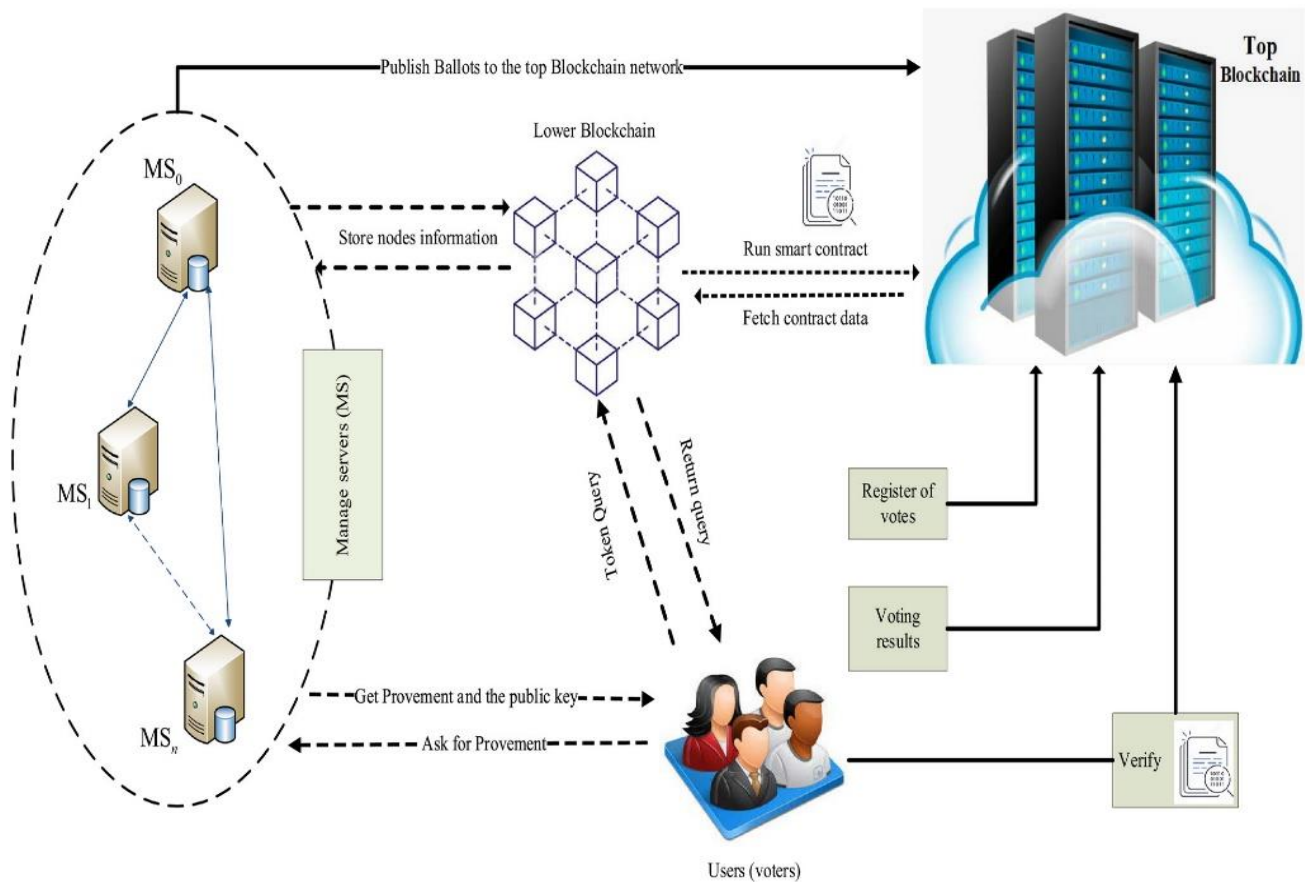 Publish Ballots to the top Blockchain network
Top
Blockchain
Lower Blockchain
MS0
Store nodes information
Run smart contract
Fetch contract data
Manage servers (MS)
MS1
Token Query
Return query
Register of
votes
Voting
results
MSn
Get Provement and the public key
Ask for Provement
Verify
Users (voters)